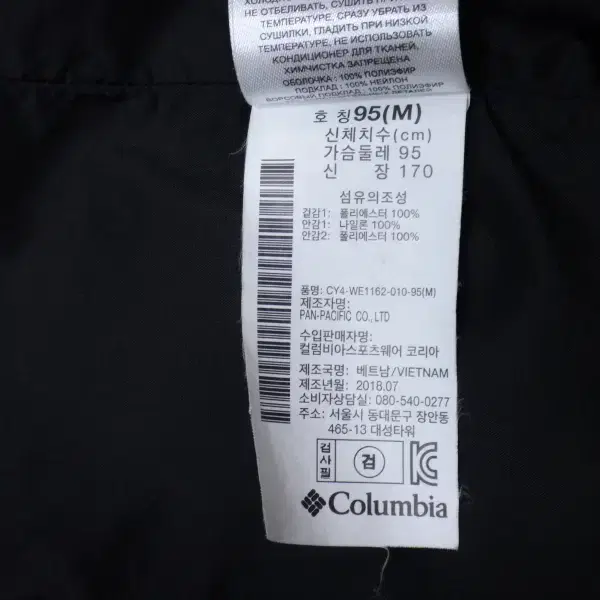 НЕ ОТБЕЛИВАТЬ, СУШИТЬ ПРИ
ТЕМПЕРАТУРЕ, СРАЗУ УБРАТЬ ИЗ
СУШИЛКИ, ГЛАДИТЬ ПРИ НИЗКОЙ
ТЕМПЕРАТУРЕ, НЕ ИСПОЛЬЗОВАТЬ
КОНДИЦИОНЕР ДЛЯ ТКАНЕЙ,
ХИМЧИСТКА ЗАПРЕЩЕНА
ОБОЛОЧКА : 100% ПОЛИЭФИР
ПОДКЛАД : 100% НЕЙЛОН
ВОРСОВЫЙ ПОДКЛАД : 100% ПОЛИЭФИР
호 칭 95(M)
신체치수(cm)
가슴둘레 95
신 장 170
섬유의조성
겉감1: 폴리에스터 100%
안감1: 나일론 100%
안감2: 폴리에스터 100%
품명: CY4-WE1162-010-95(M)
제조자명:
PAN-PACIFIC CO.,LTD
수입판매자명:
컬럼비아스포츠웨어 코리아
제조국명: 베트남/VIETNAM
제조년월: 2018.07
소비자상담실: 080-540-0277
주소: 서울시 동대문구 장안동
465-13 대성타워
검사필 검
Columbia